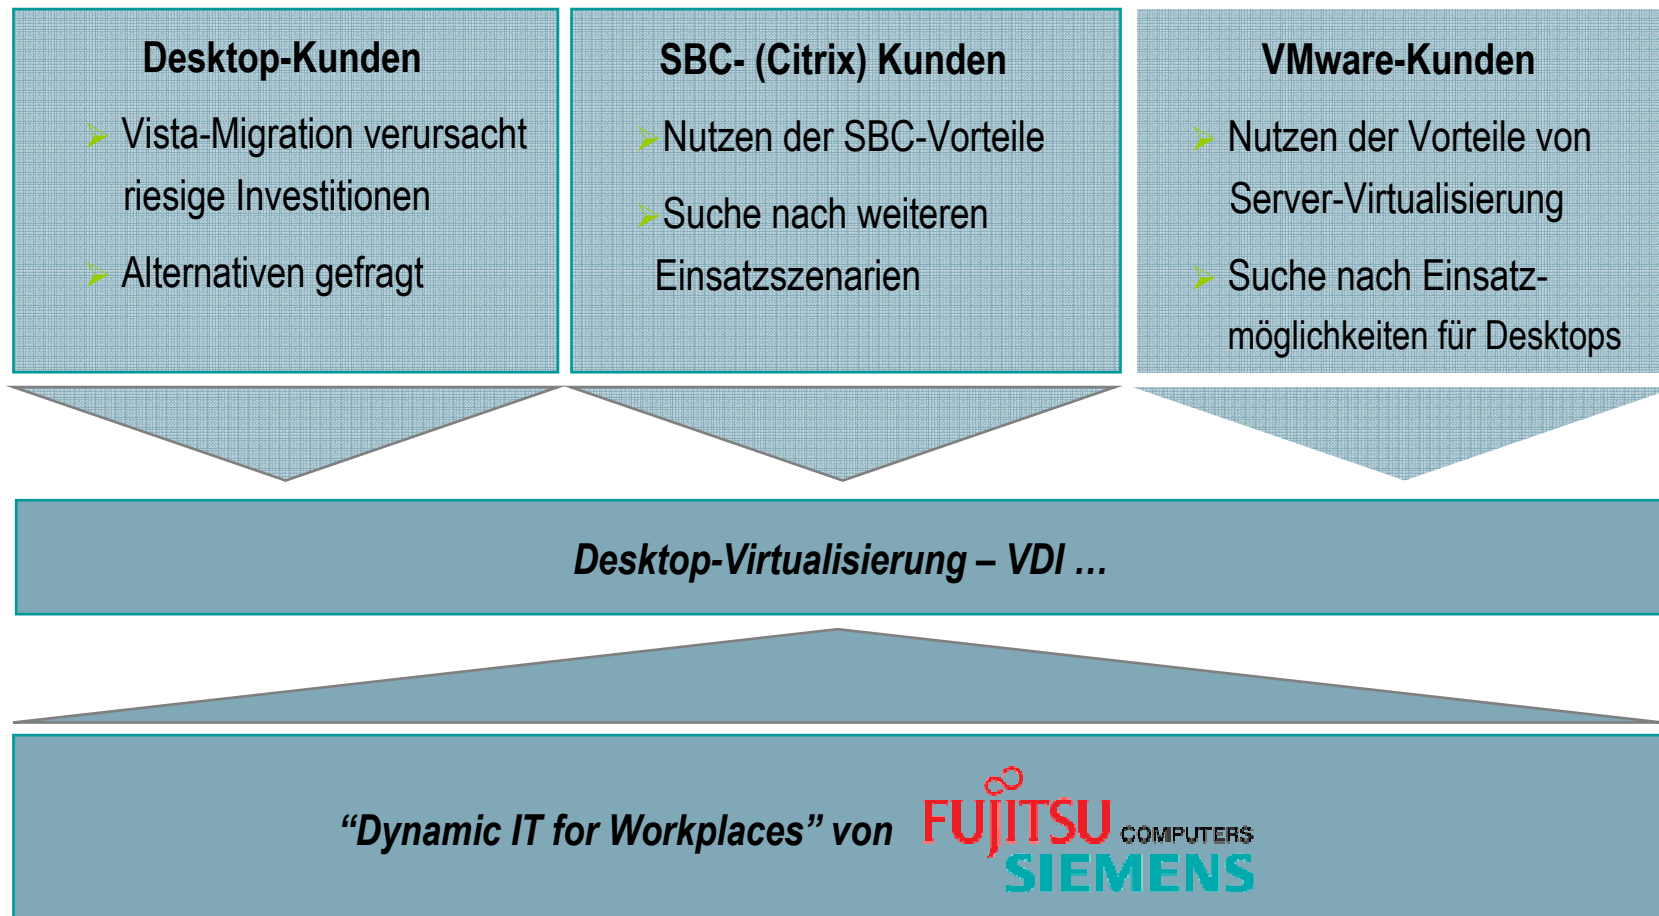 Desktop-Kunden
Vista-Migration verursacht
riesige Investitionen
Alternativen gefragt
SBC- (Citrix) Kunden
Nutzen der SBC-Vorteile
Suche nach weiteren
Einsatzszenarien
VMware-Kunden
Nutzen der Vorteile von
Server-Virtualisierung
Suche nach Einsatz-
möglichkeiten für Desktops
Desktop-Virtualisierung – VDI …
“Dynamic IT for Workplaces” von
FUJITSU COMPUTERS
SIEMENS